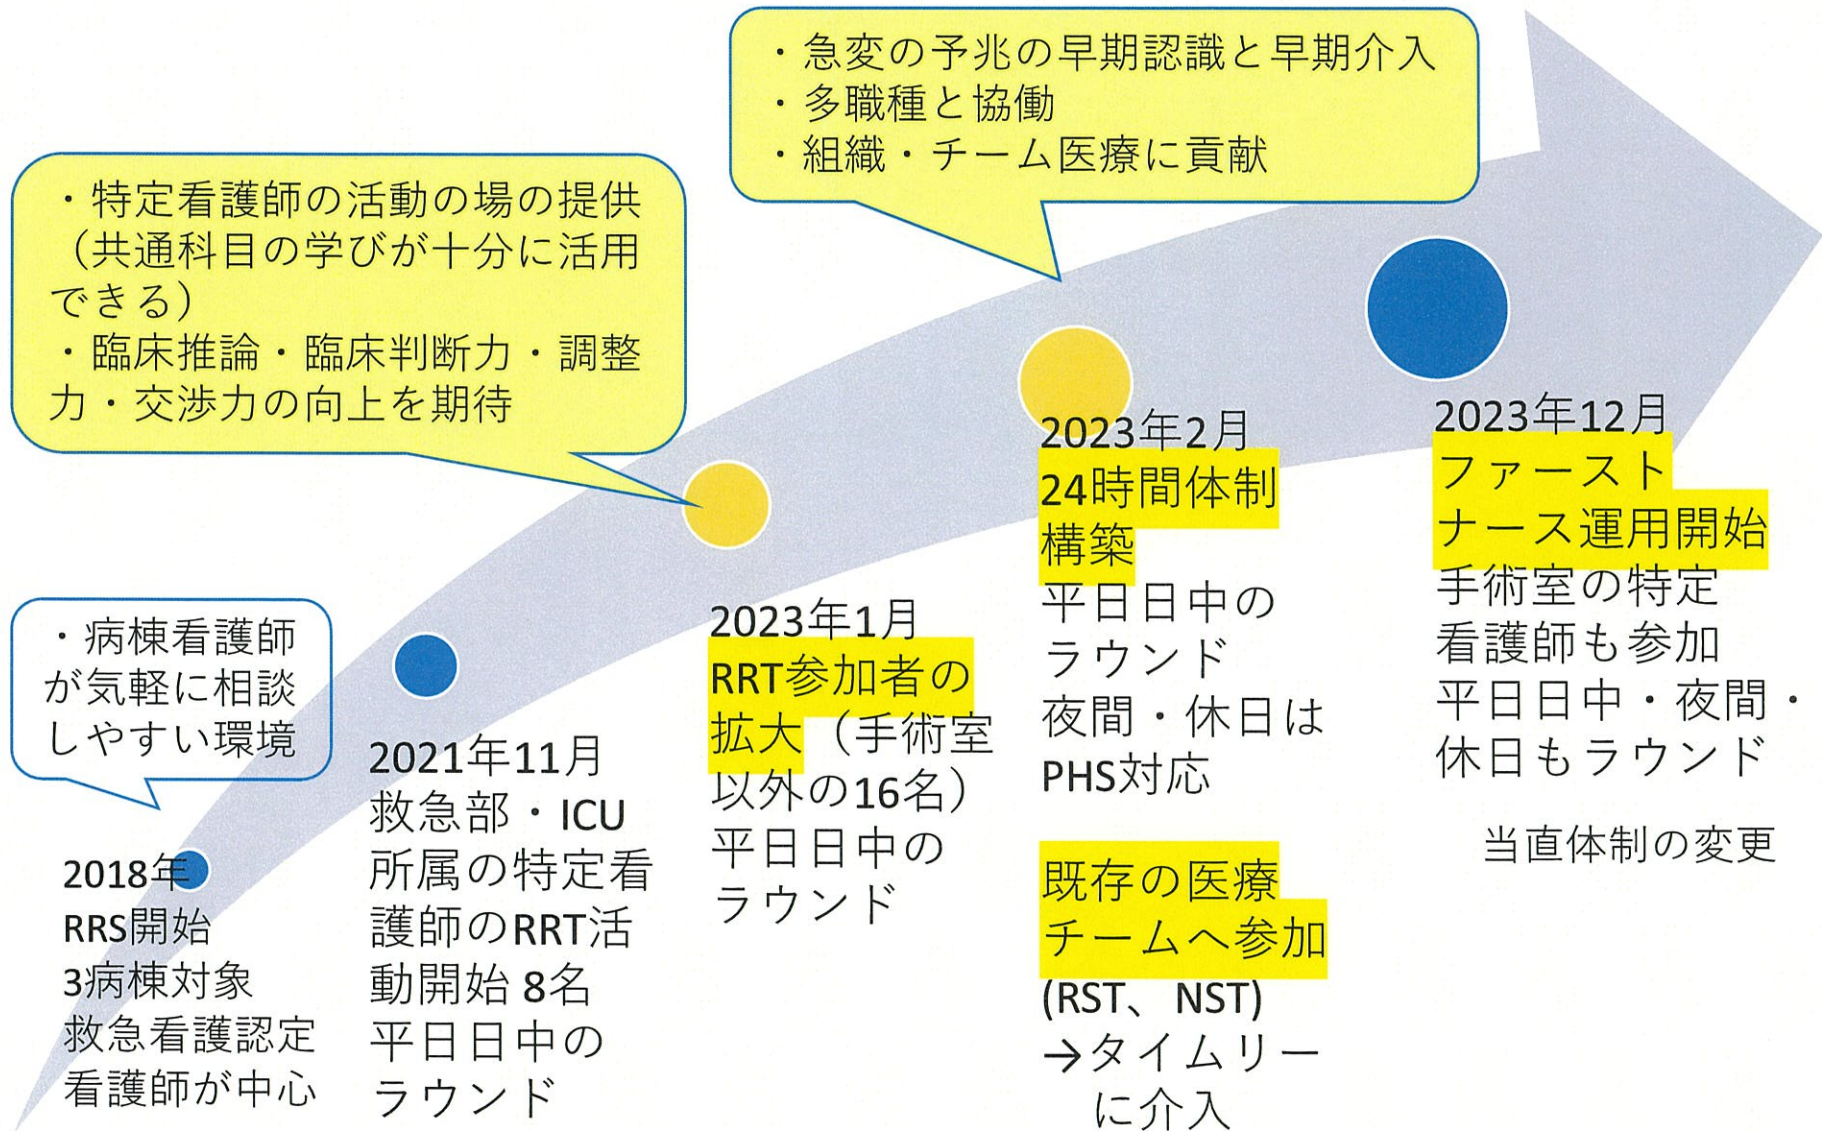 ・急変の予兆の早期認識と早期介入
・多職種と協働
・組織・チーム医療に貢献
・特定看護師の活動の場の提供
（共通科目の学びが十分に活用
できる）
・臨床推論・臨床判断力・調整
力・交渉力の向上を期待
・病棟看護師
が気軽に相談
しやすい環境
2018年
RRS開始
3病棟対象
救急看護認定
看護師が中心
2021年11月
救急部・ICU
所属の特定看
護師のRRT活
動開始 8名
平日日中の
ラウンド
2023年1月
RRT参加者の
拡大（手術室
以外の16名）
平日日中の
ラウンド
2023年2月
24時間体制
構築
平日日中の
ラウンド
夜間・休日は
PHS対応
既存の医療
チームへ参加
(RST、NST)
→タイムリー
に介入
2023年12月
ファースト
ナース運用開始
手術室の特定
看護師も参加
平日日中・夜間・
休日もラウンド
当直体制の変更